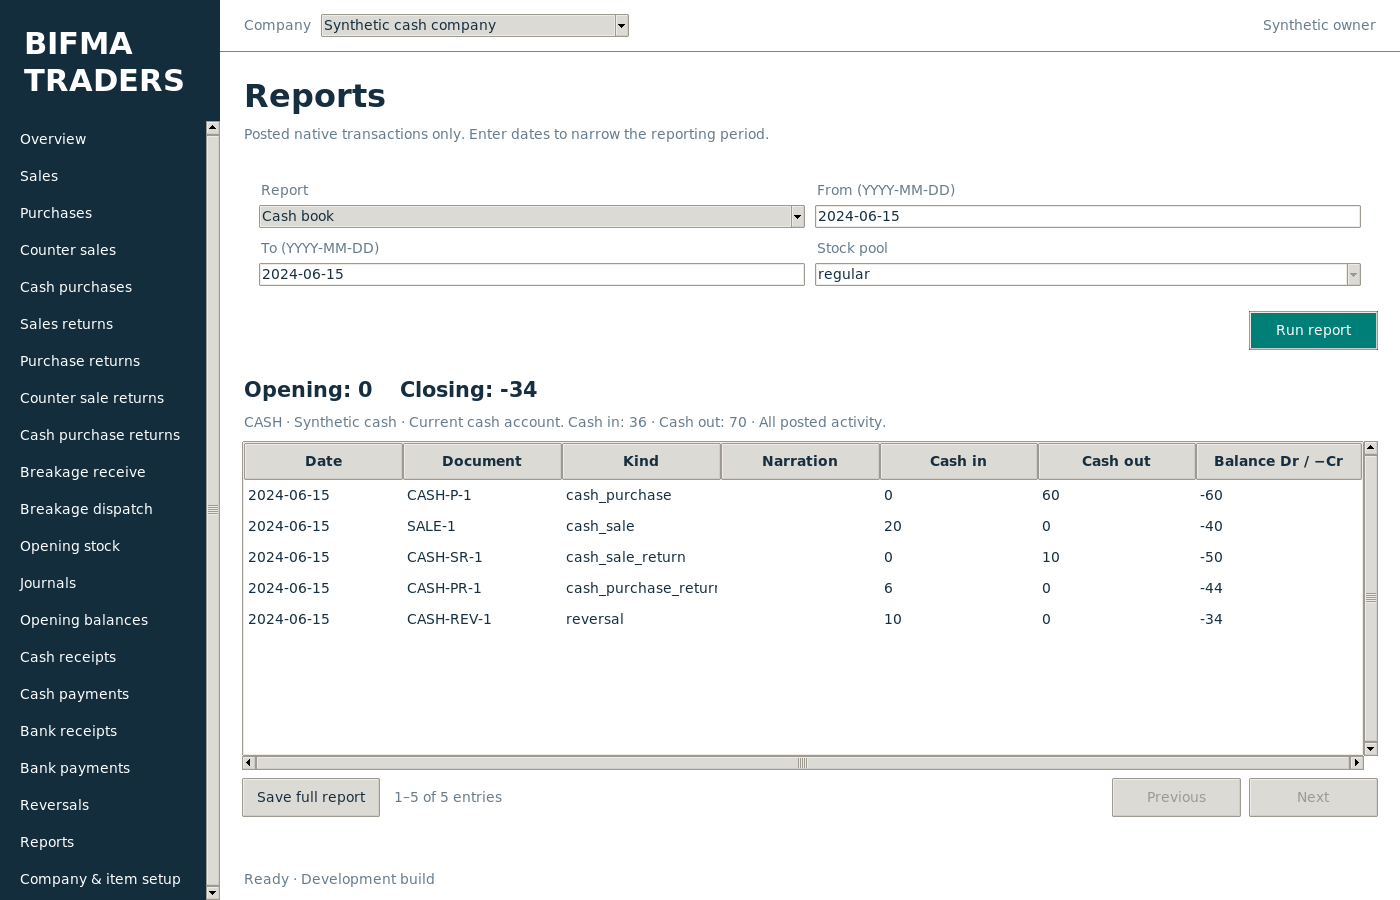 BIFMA
TRADERS
Overview
Sales
Purchases
Counter sales
Cash purchases
Sales returns
Purchase returns
Counter sale returns
Cash purchase returns
Breakage receive
Breakage dispatch
Opening stock
Journals
Opening balances
Cash receipts
Cash payments
Bank receipts
Bank payments
Reversals
Reports
Company & item setup
Company Synthetic cash company Synthetic owner
Reports
Posted native transactions only. Enter dates to narrow the reporting period.
Report From (YYYY-MM-DD)
Cash book 2024-06-15
To (YYYY-MM-DD) Stock pool
2024-06-15 regular
Run report
Opening: 0 Closing: -34
CASH · Synthetic cash · Current cash account. Cash in: 36 · Cash out: 70 · All posted activity.
Date Document Kind Narration Cash in Cash out Balance Dr / −Cr
2024-06-15 CASH-P-1 cash_purchase 0 60 -60
2024-06-15 SALE-1 cash_sale 20 0 -40
2024-06-15 CASH-SR-1 cash_sale_return 0 10 -50
2024-06-15 CASH-PR-1 cash_purchase_return 6 0 -44
2024-06-15 CASH-REV-1 reversal 10 0 -34
Save full report 1–5 of 5 entries Previous Next
Ready · Development build